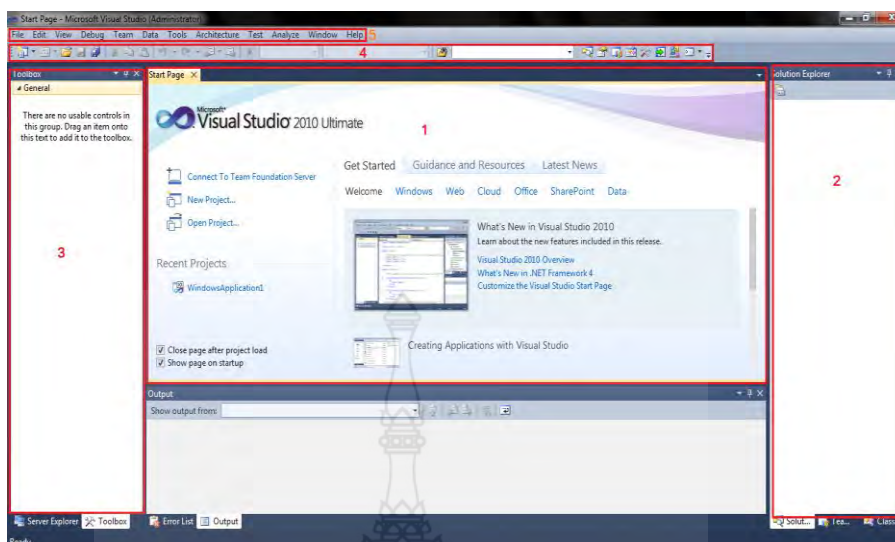 Start Page - Microsoft Visual Studio (Administrator)
File Edit View Debug Team Data Tools Architecture Test Analyze Window Help 5
4
Toolbox
General
There are no usable controls in
this group. Drag an item onto
this text to add it to the toolbox.
3
Server Explorer Toolbox
Start Page
Microsoft
Visual Studio 2010 Ultimate
1
Connect To Team Foundation Server
New Project...
Open Project...
Recent Projects
WindowsApplication1
Close page after project load
Show page on startup
Get Started Guidance and Resources Latest News
Welcome Windows Web Cloud Office SharePoint Data
What's New in Visual Studio 2010
Learn about the new features included in this release.
Visual Studio 2010 Overview
What's New in .NET Framework 4
Customize the Visual Studio Start Page
Creating Applications with Visual Studio
Output
Show output from:
Error List Output
Solution Explorer
2
Solut... Tea... Class
Ready